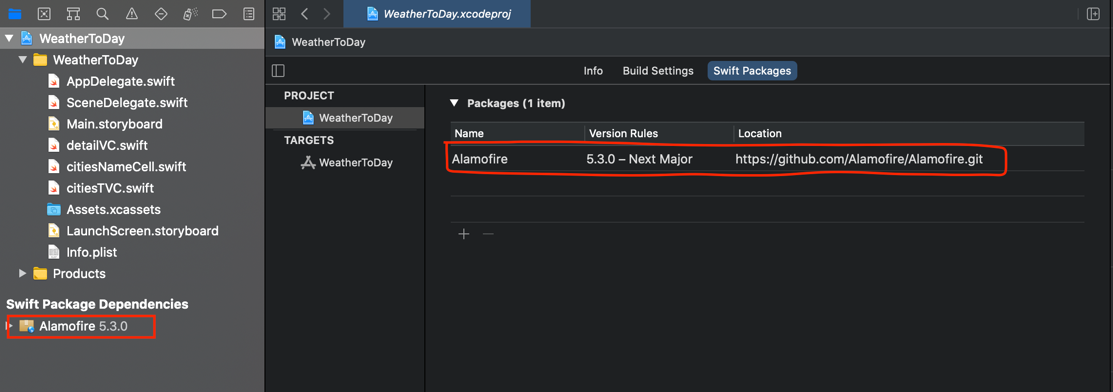 WeatherToDay
WeatherToDay
AppDelegate.swift
SceneDelegate.swift
Main.storyboard
detailVC.swift
citiesNameCell.swift
citiesTVC.swift
Assets.xcassets
LaunchScreen.storyboard
Info.plist
Products
Swift Package Dependencies
Alamofire 5.3.0
WeatherToDay.xcodeproj
WeatherToDay
Info Build Settings Swift Packages
PROJECT
WeatherToDay
TARGETS
WeatherToDay
Packages (1 item)
Name Version Rules Location
Alamofire 5.3.0 – Next Major https://github.com/Alamofire/Alamofire.git